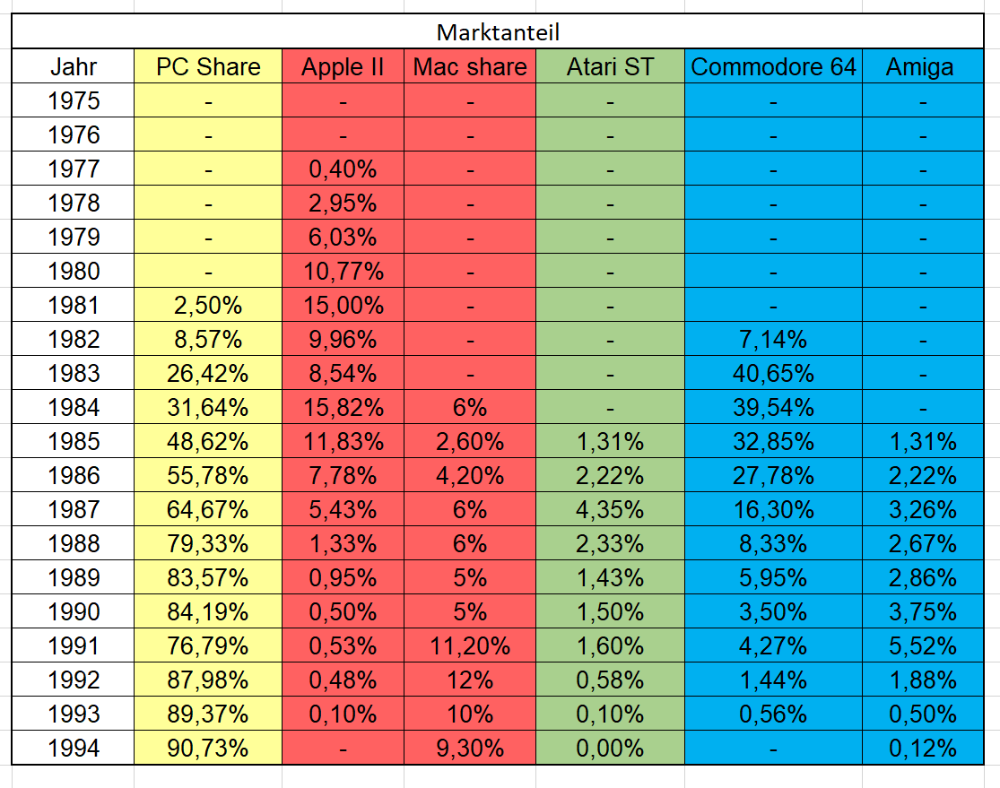 Marktanteil
Jahr PC Share Apple II Mac share Atari ST Commodore 64 Amiga
1975 - - - - - -
1976 - - - - - -
1977 - 0,40% - - - -
1978 - 2,95% - - - -
1979 - 6,03% - - - -
1980 - 10,77% - - - -
1981 2,50% 15,00% - - - -
1982 8,57% 9,96% - - 7,14% -
1983 26,42% 8,54% - - 40,65% -
1984 31,64% 15,82% 6% - 39,54% -
1985 48,62% 11,83% 2,60% 1,31% 32,85% 1,31%
1986 55,78% 7,78% 4,20% 2,22% 27,78% 2,22%
1987 64,67% 5,43% 6% 4,35% 16,30% 3,26%
1988 79,33% 1,33% 6% 2,33% 8,33% 2,67%
1989 83,57% 0,95% 5% 1,43% 5,95% 2,86%
1990 84,19% 0,50% 5% 1,50% 3,50% 3,75%
1991 76,79% 0,53% 11,20% 1,60% 4,27% 5,52%
1992 87,98% 0,48% 12% 0,58% 1,44% 1,88%
1993 89,37% 0,10% 10% 0,10% 0,56% 0,50%
1994 90,73% - 9,30% 0,00% - 0,12%